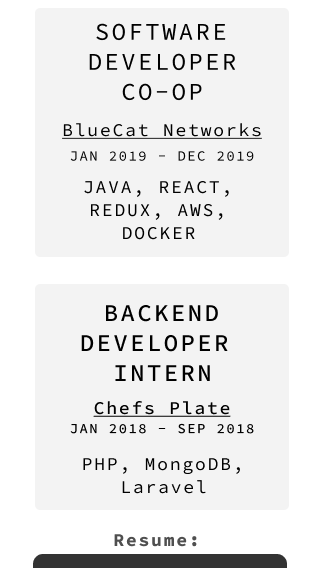 SOFTWARE
DEVELOPER
CO-OP
BlueCat Networks
JAN 2019 - DEC 2019
JAVA, REACT,
REDUX, AWS,
DOCKER
BACKEND
DEVELOPER
INTERN
Chefs Plate
JAN 2018 - SEP 2018
PHP, MongoDB,
Laravel
Resume: